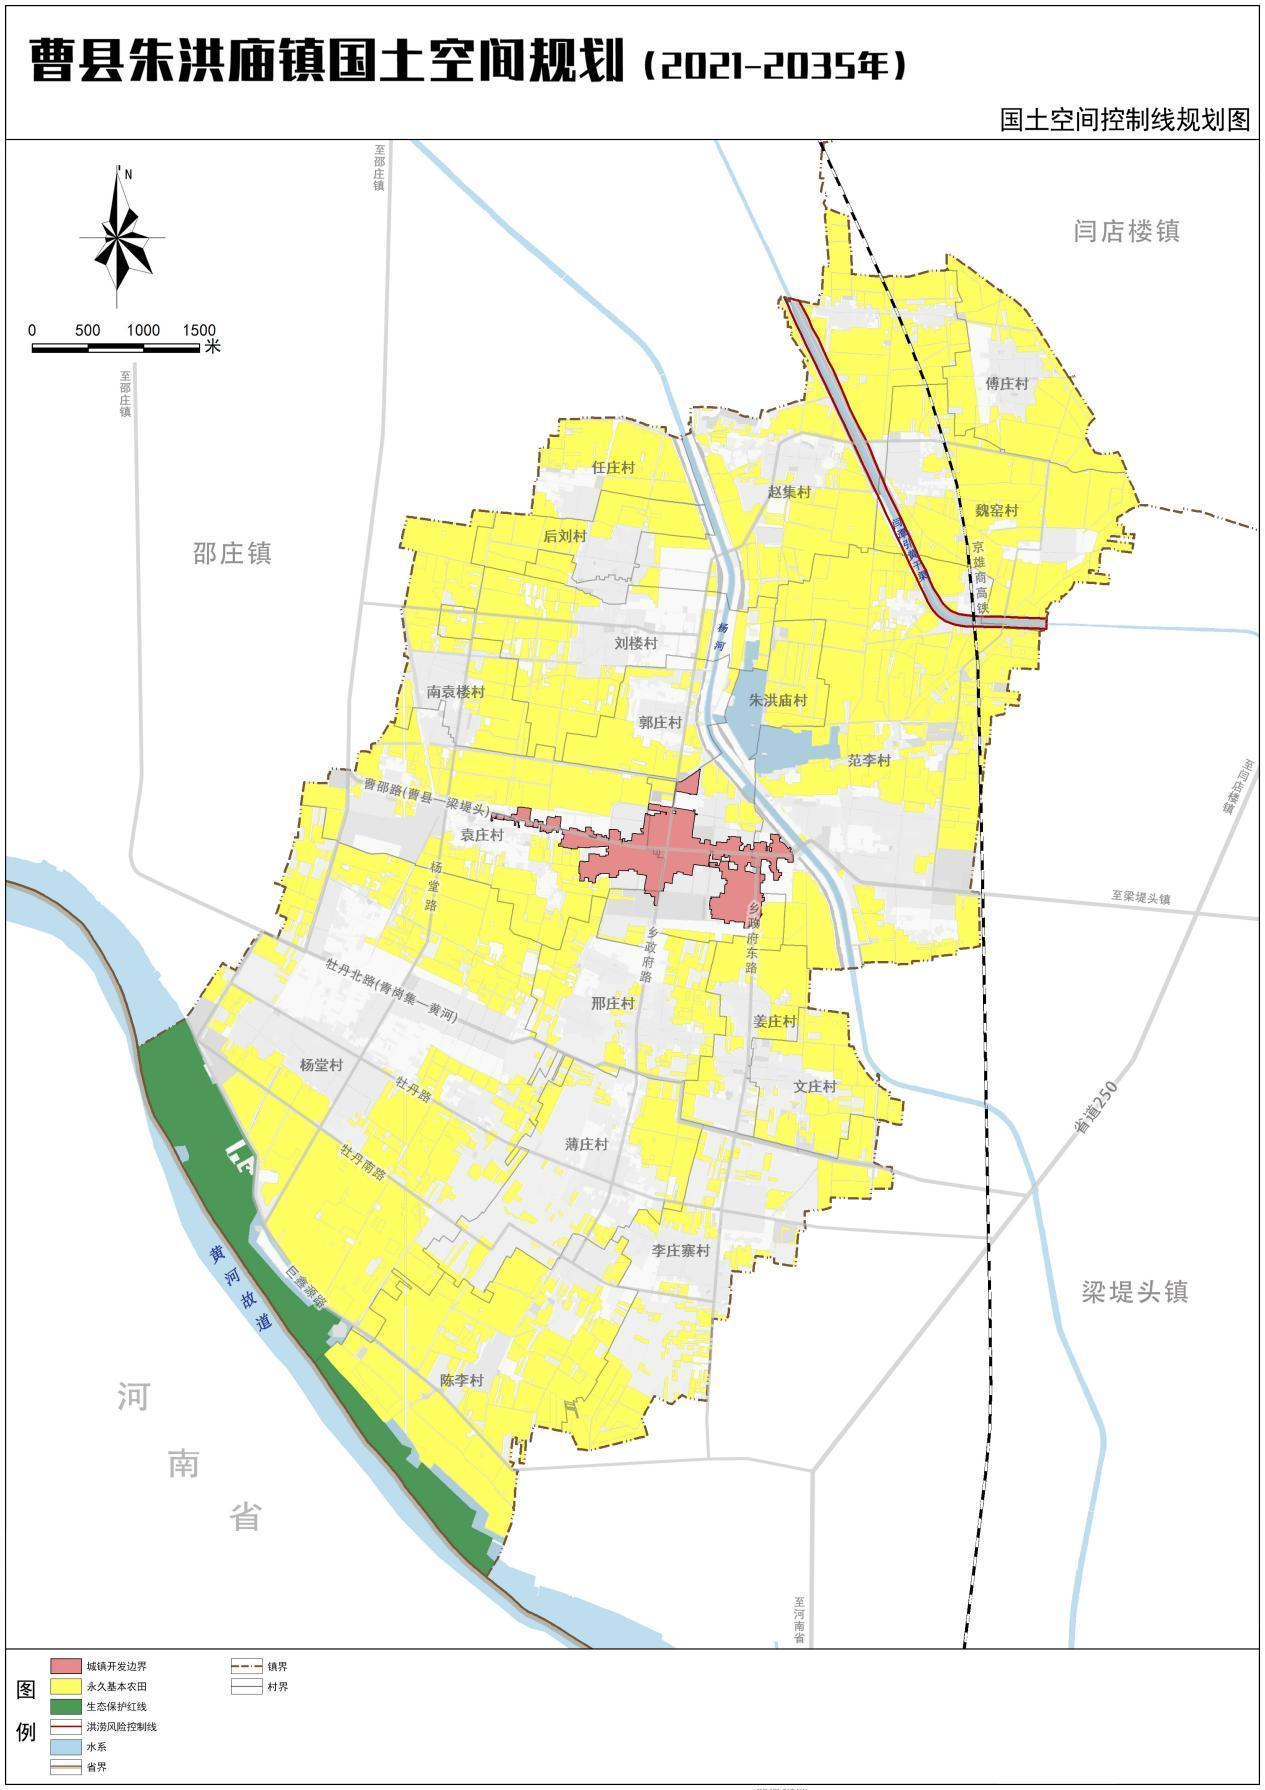 曹县朱洪庙镇国土空间规划（2021-2035年）
国土空间控制线规划图
N
0 500 1000 1500
米
至邵庄镇
至邵庄镇
闫店楼镇
傅庄村
任庄村
赵集村
魏窑村
后刘村
闫潭引黄干渠
京雄商高铁
邵庄镇
刘楼村
杨河
南袁楼村
朱洪庙村
郭庄村
范李村
至闫店楼镇
曹邵路(曹县—梁堤头)
袁庄村
杨堂路
至梁堤头镇
乡政府路
乡政府东路
牡丹北路(青岗集—黄河)
邢庄村
姜庄村
杨堂村
文庄村
牡丹路
省道250
薄庄村
牡丹南路
李庄寨村
黄河故道
梁堤头镇
陈李村
河南省
至河南省
图例
城镇开发边界
永久基本农田
生态保护红线
洪涝风险控制线
水系
省界
镇界
村界